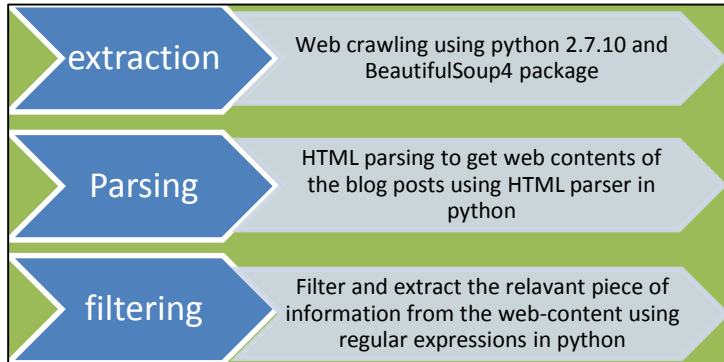 extraction
Web crawling using python 2.7.10 and
BeautifulSoup4 package
Parsing
HTML parsing to get web contents of
the blog posts using HTML parser in
python
filtering
Filter and extract the relavant piece of
information from the web-content using
regular expressions in python